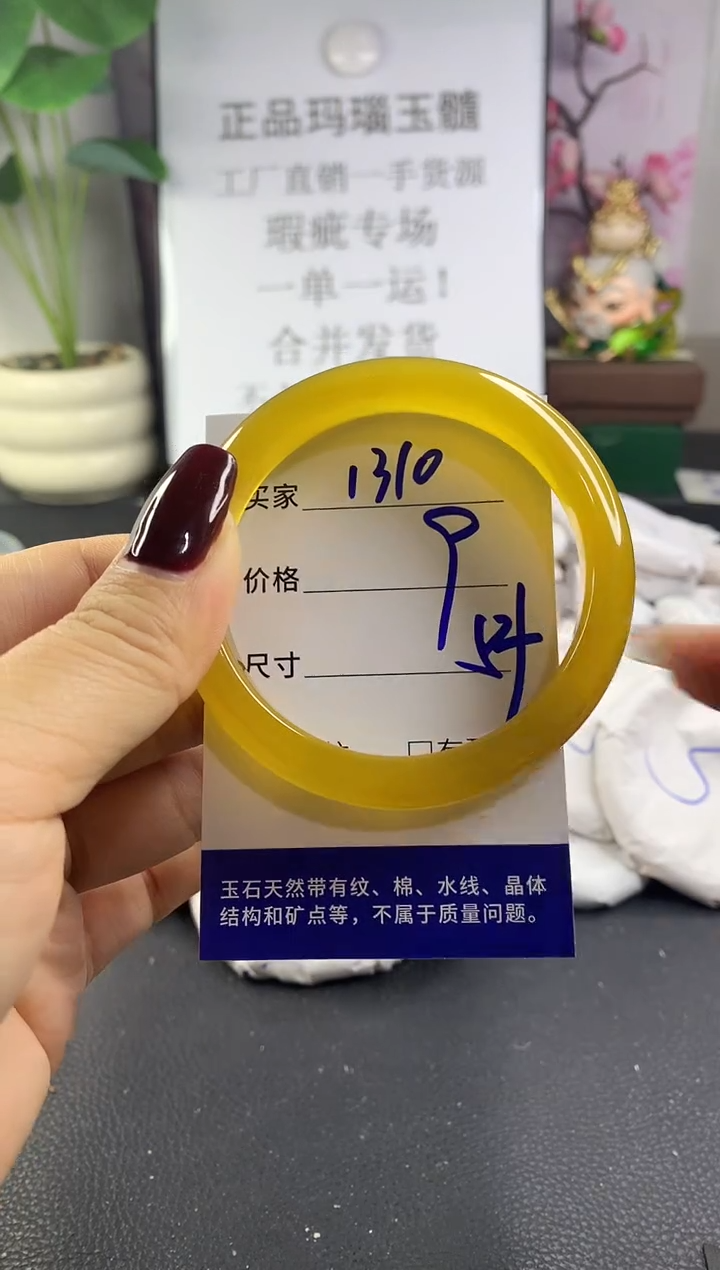 正品玛瑙玉髓
工厂直销一手货源
瑕疵专场
一单一运！
合并发货
买家 1310
价格 9
尺寸 54
玉石天然带有纹、棉、水线、晶体
结构和矿点等，不属于质量问题。